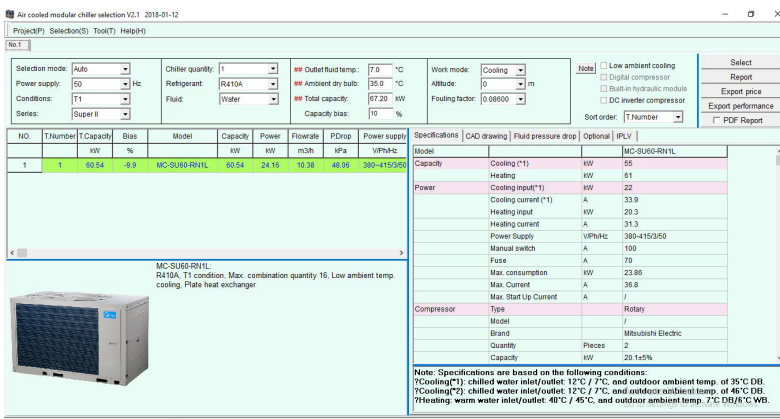 Air cooled modular chiller selection V2.1 2018-01-12
Project(P) Selection(S) Tool(T) Help(H)
No.1
Selection mode: Auto
Power supply: 50 Hz
Conditions: T1
Series: Super II
Chiller quantity: 1
Refrigerant: R410A
Fluid: Water
## Outlet fluid temp.: 7.0 °C
## Ambient dry bulb: 35.0 °C
## Total capacity: 67.20 kW
Capacity bias: 10 %
Work mode: Cooling
Altitude: 0 m
Fouling factor: 0.08600
Note
Low ambient cooling
Digital compressor
Built-in hydraulic module
DC inverter compressor
Sort order: T.Number
Select
Report
Export price
Export performance
PDF Report
NO. T.Number T.Capacity Bias Model Capacity Power Flowrate P.Drop Power supply
kW % kW kW m3/h kPa V/Ph/Hz
1 1 60.54 -9.9 MC-SU60-RN1L 60.54 24.16 10.38 48.06 380~415/3/50
MC-SU60-RN1L:
R410A, T1 condition, Max. combination quantity 16, Low ambient temp.
cooling, Plate heat exchanger
Specifications CAD drawing Fluid pressure drop Optional IPLV
Model MC-SU60-RN1L
Capacity Cooling (*1) kW 55
Heating kW 61
Power Cooling input(*1) kW 22
Cooling current (*1) A 33.9
Heating input kW 20.3
Heating current A 31.3
Power Supply V/Ph/Hz 380-415/3/50
Manual switch A 100
Fuse A 70
Max. consumption kW 23.86
Max. Current A 36.8
Max. Start Up Current A /
Compressor Type Rotary
Model /
Brand Mitsubishi Electric
Quantity Pieces 2
Capacity kW 20.1±5%
Note: Specifications are based on the following conditions:
?Cooling(*1): chilled water inlet/outlet: 12°C / 7°C, and outdoor ambient temp. of 35°C DB.
?Cooling(*2): chilled water inlet/outlet: 12°C / 7°C, and outdoor ambient temp. of 46°C DB.
?Heating: warm water inlet/outlet: 40°C / 45°C, and outdoor ambient temp. 7°C DB/6°C WB.